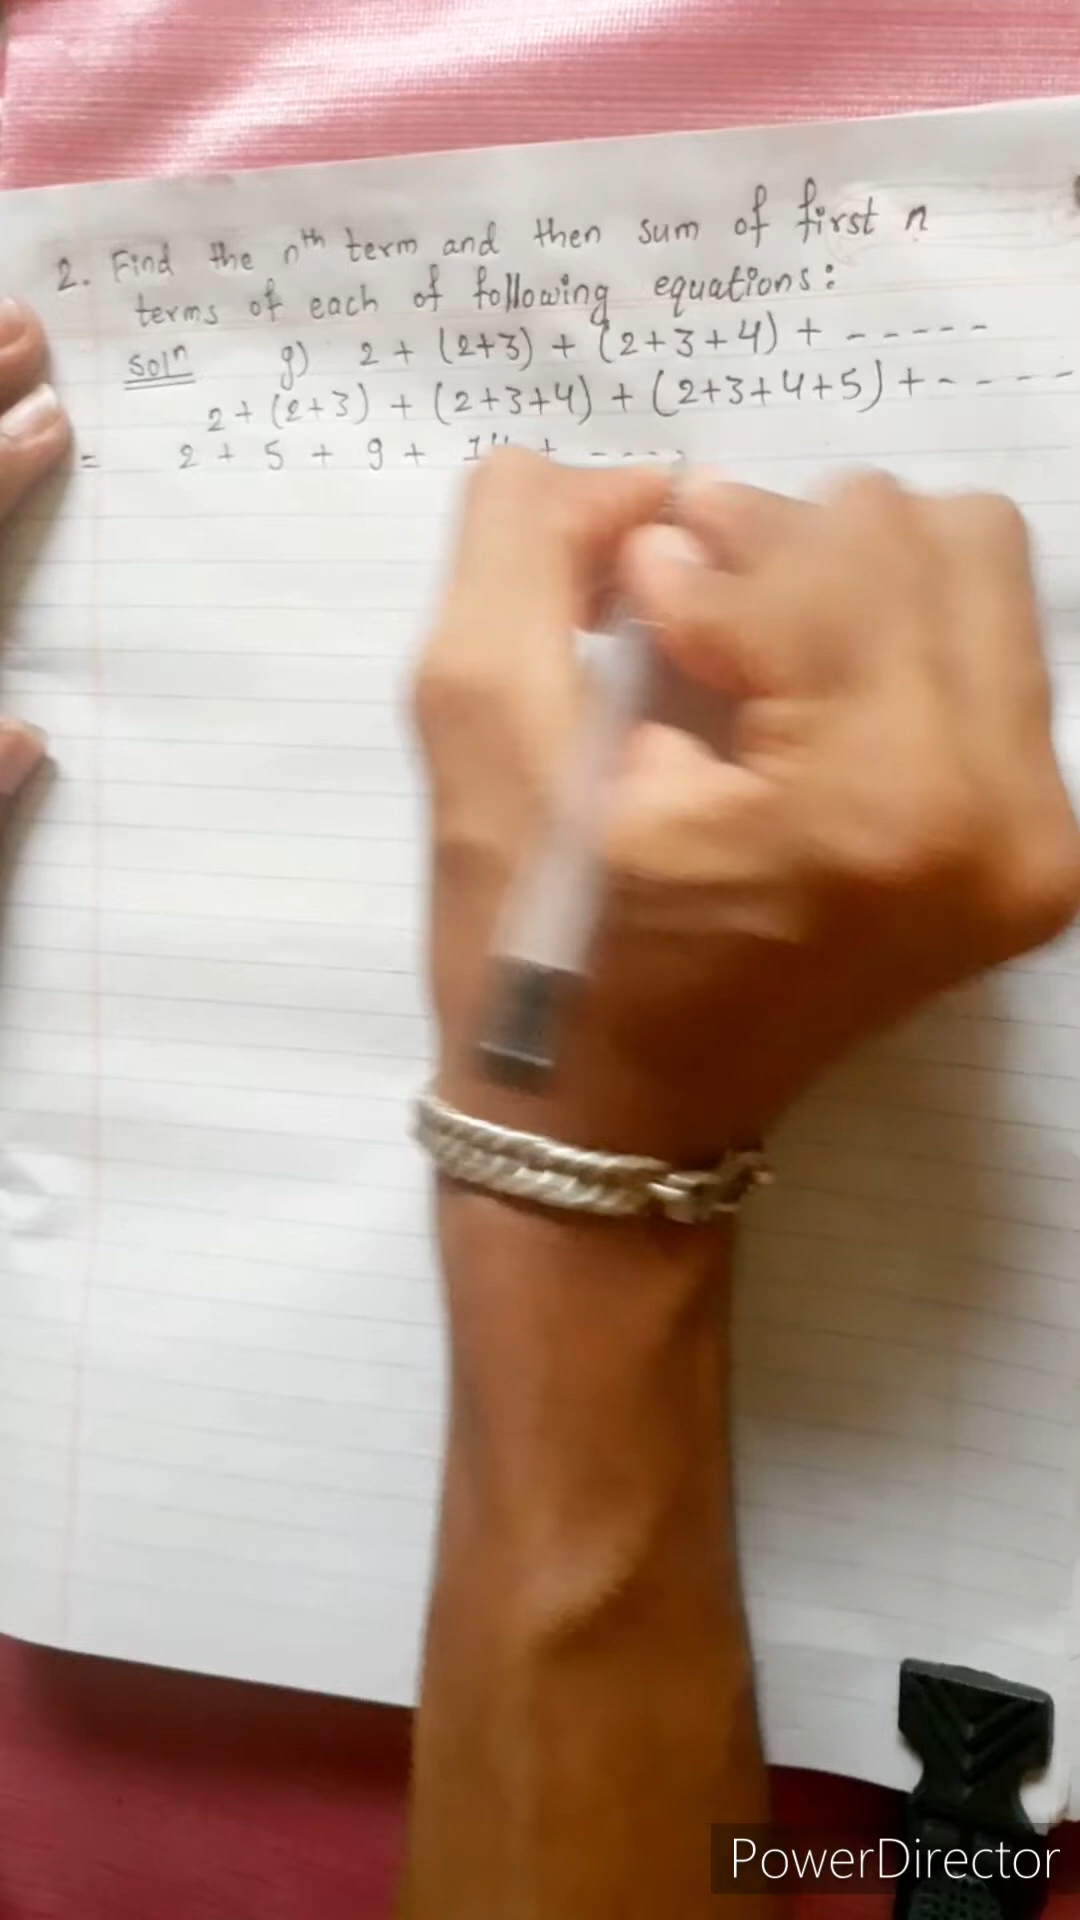 2. Find the nth term and then sum of first n
terms of each of following equations:
Soln g) 2 + (2+3) + (2+3+4) + -----
2 + (2+3) + (2+3+4) + (2+3+4+5) + ----
= 2 + 5 + 9 + 14 + ----
PowerDirector